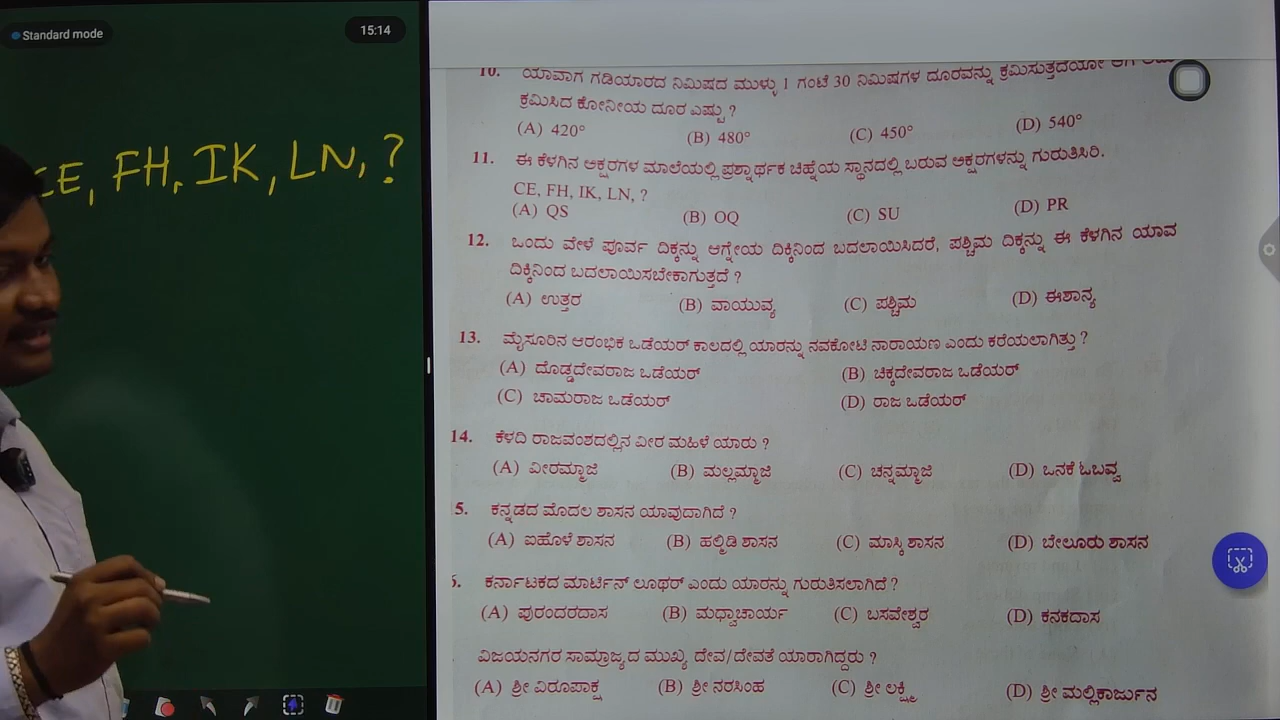 Standard mode
15:14
CE, FH, IK, LN, ?
10. ಯಾವಾಗ ಗಡಿಯಾರದ ನಿಮಿಷದ ಮುಳ್ಳು 1 ಗಂಟೆ 30 ನಿಮಿಷಗಳ ದೂರವನ್ನು ಕ್ರಮಿಸುತ್ತದೆಯೋ ಆಗ
ಕ್ರಮಿಸಿದ ಕೋನೀಯ ದೂರ ಎಷ್ಟು ?
(A) 420° (B) 480° (C) 450° (D) 540°
11. ಈ ಕೆಳಗಿನ ಅಕ್ಷರಗಳ ಮಾಲೆಯಲ್ಲಿ ಪ್ರಶ್ನಾರ್ಥಕ ಚಿಹ್ನೆಯ ಸ್ಥಾನದಲ್ಲಿ ಬರುವ ಅಕ್ಷರಗಳನ್ನು ಗುರುತಿಸಿರಿ.
CE, FH, IK, LN, ?
(A) QS (B) OQ (C) SU (D) PR
12. ಒಂದು ವೇಳೆ ಪೂರ್ವ ದಿಕ್ಕನ್ನು ಆಗ್ನೇಯ ದಿಕ್ಕಿನಿಂದ ಬದಲಾಯಿಸಿದರೆ, ಪಶ್ಚಿಮ ದಿಕ್ಕನ್ನು ಈ ಕೆಳಗಿನ ಯಾವ
ದಿಕ್ಕಿನಿಂದ ಬದಲಾಯಿಸಬೇಕಾಗುತ್ತದೆ ?
(A) ಉತ್ತರ (B) ವಾಯುವ್ಯ (C) ಪಶ್ಚಿಮ (D) ಈಶಾನ್ಯ
13. ಮೈಸೂರಿನ ಆರಂಭಿಕ ಒಡೆಯರ್ ಕಾಲದಲ್ಲಿ ಯಾರನ್ನು ನವಕೋಟಿ ನಾರಾಯಣ ಎಂದು ಕರೆಯಲಾಗಿತ್ತು ?
(A) ದೊಡ್ಡದೇವರಾಜ ಒಡೆಯರ್ (B) ಚಿಕ್ಕದೇವರಾಜ ಒಡೆಯರ್
(C) ಚಾಮರಾಜ ಒಡೆಯರ್ (D) ರಾಜ ಒಡೆಯರ್
14. ಕೆಳದಿ ರಾಜವಂಶದಲ್ಲಿನ ವೀರ ಮಹಿಳೆ ಯಾರು ?
(A) ವೀರಮ್ಮಾಜಿ (B) ಮಲ್ಲಮ್ಮಾಜಿ (C) ಚನ್ನಮ್ಮಾಜಿ (D) ಒನಕೆ ಓಬವ್ವ
5. ಕನ್ನಡದ ಮೊದಲ ಶಾಸನ ಯಾವುದಾಗಿದೆ ?
(A) ಐಹೊಳೆ ಶಾಸನ (B) ಹಲ್ಮಿಡಿ ಶಾಸನ (C) ಮಾಸ್ಕಿ ಶಾಸನ (D) ಬೇಲೂರು ಶಾಸನ
ಕರ್ನಾಟಕದ ಮಾರ್ಟಿನ್ ಲೂಥರ್ ಎಂದು ಯಾರನ್ನು ಗುರುತಿಸಲಾಗಿದೆ ?
(A) ಪುರಂದರದಾಸ (B) ಮಧ್ವಾಚಾರ್ಯ (C) ಬಸವೇಶ್ವರ (D) ಕನಕದಾಸ
ವಿಜಯನಗರ ಸಾಮ್ರಾಜ್ಯದ ಮುಖ್ಯ ದೇವ/ದೇವತೆ ಯಾರಾಗಿದ್ದರು ?
(A) ಶ್ರೀ ವಿರೂಪಾಕ್ಷ (B) ಶ್ರೀ ನರಸಿಂಹ (C) ಶ್ರೀ ಲಕ್ಷ್ಮಿ (D) ಶ್ರೀ ಮಲ್ಲಿಕಾರ್ಜುನ